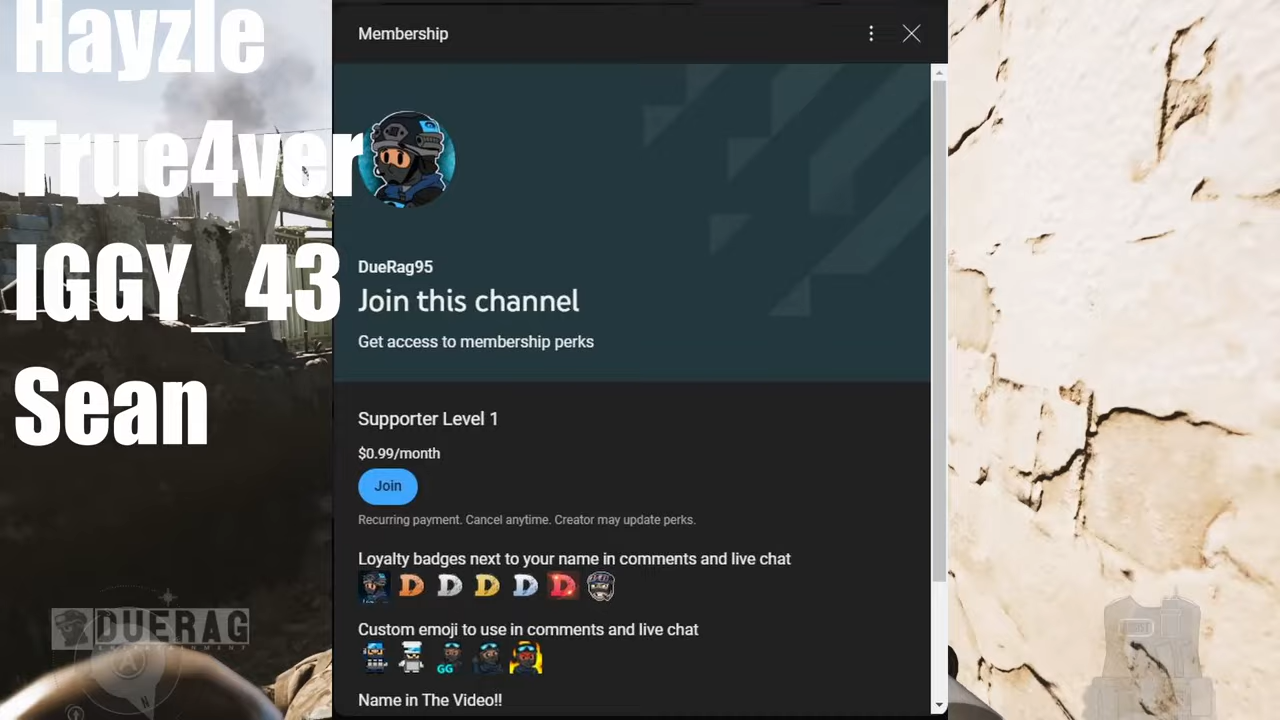 Hayzle
True4ver
IGGY_43
Sean
Membership
DueRag95
Join this channel
Get access to membership perks
Supporter Level 1
$0.99/month
Join
Recurring payment. Cancel anytime. Creator may update perks.
Loyalty badges next to your name in comments and live chat
D D D D D
Custom emoji to use in comments and live chat
GG
Name in The Video!!
DUERAG
ENTERTAINMENT
N